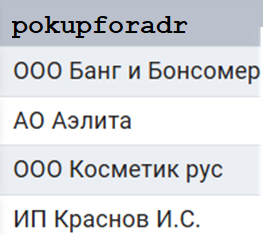 pokupforadr
ООО Банг и Бонсомер
АО Аэлита
ООО Косметик рус
ИП Краснов И.С.